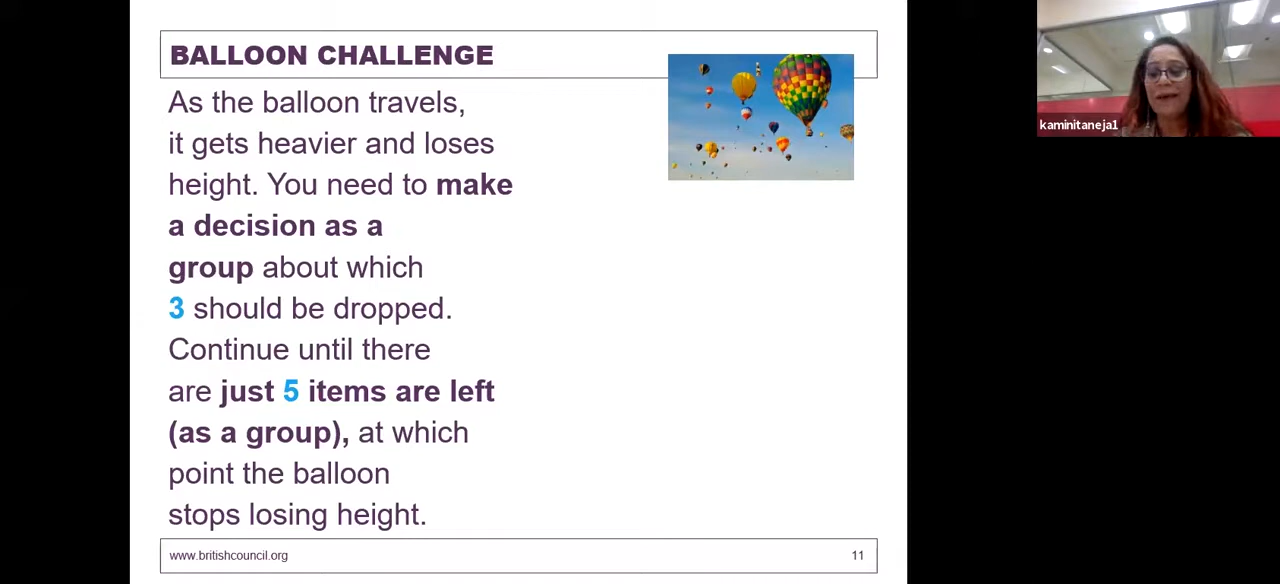 BALLOON CHALLENGE
As the balloon travels,
it gets heavier and loses
height. You need to make
a decision as a
group about which
3 should be dropped.
Continue until there
are just 5 items are left
(as a group), at which
point the balloon
stops losing height.
www.britishcouncil.org
11
kaminitaneja1